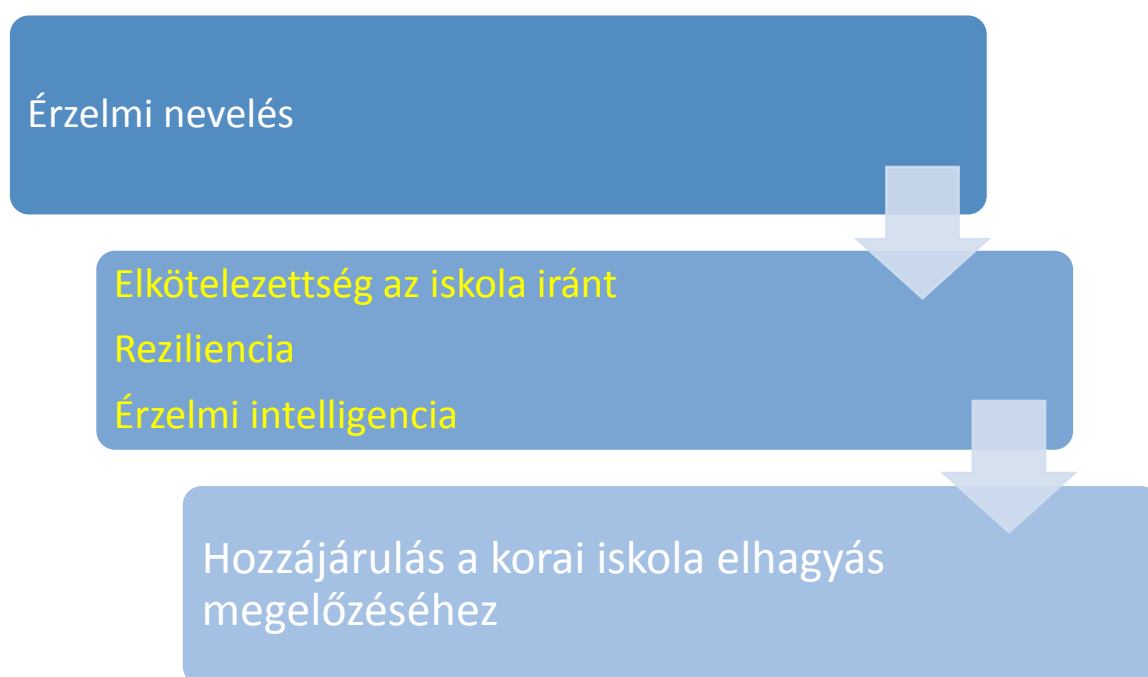 Érzelmi nevelés
Elkötelezettség az iskola iránt
Reziliencia
Érzelmi intelligencia
Hozzájárulás a korai iskola elhagyás
megelőzéséhez